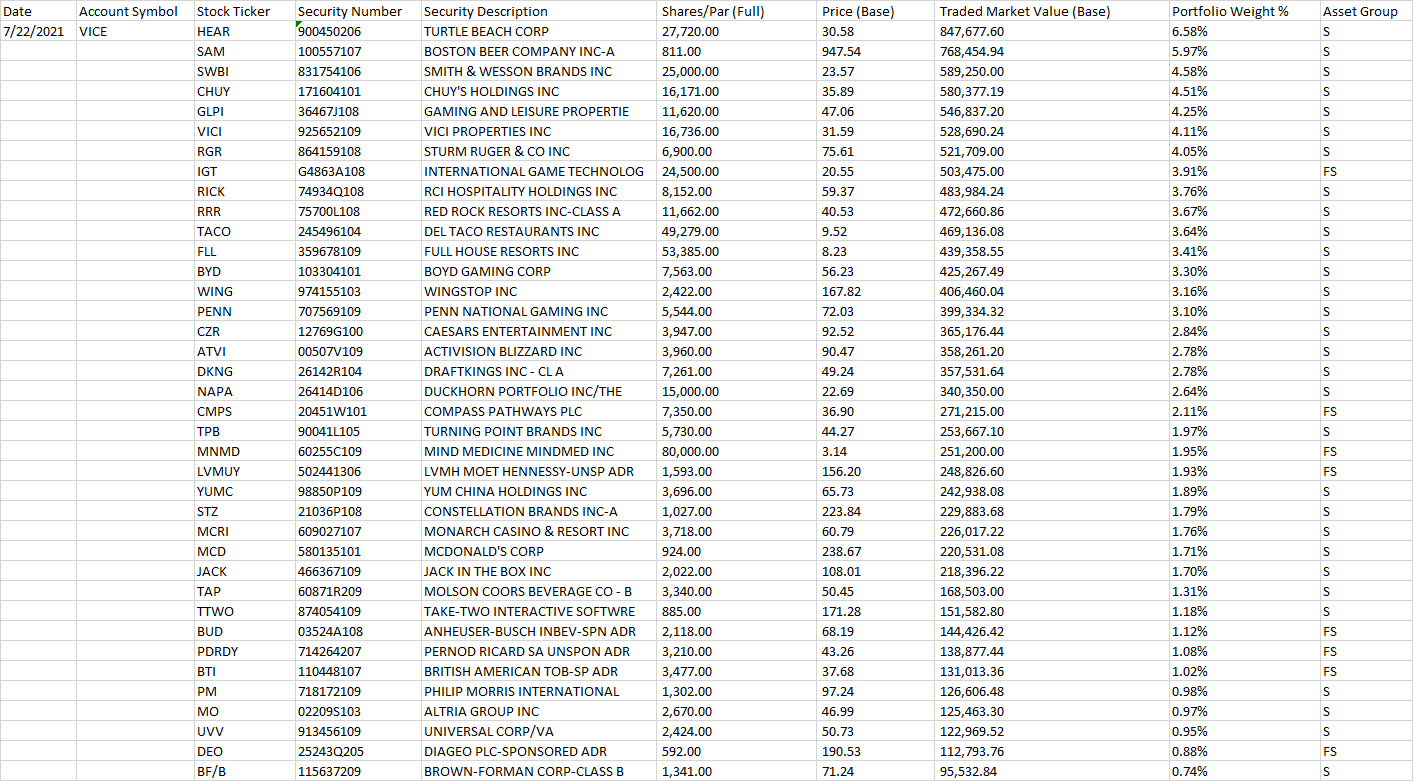 Date Account Symbol Stock Ticker Security Number Security Description Shares/Par (Full) Price (Base) Traded Market Value (Base) Portfolio Weight % Asset Group
7/22/2021 VICE HEAR 900450206 TURTLE BEACH CORP 27,720.00 30.58 847,677.60 6.58% S
SAM 100557107 BOSTON BEER COMPANY INC-A 811.00 947.54 768,454.94 5.97% S
SWBI 831754106 SMITH & WESSON BRANDS INC 25,000.00 23.57 589,250.00 4.58% S
CHUY 171604101 CHUY'S HOLDINGS INC 16,171.00 35.89 580,377.19 4.51% S
GLPI 36467J108 GAMING AND LEISURE PROPERTIE 11,620.00 47.06 546,837.20 4.25% S
VICI 925652109 VICI PROPERTIES INC 16,736.00 31.59 528,690.24 4.11% S
RGR 864159108 STURM RUGER & CO INC 6,900.00 75.61 521,709.00 4.05% S
IGT G4863A108 INTERNATIONAL GAME TECHNOLOG 24,500.00 20.55 503,475.00 3.91% FS
RICK 74934Q108 RCI HOSPITALITY HOLDINGS INC 8,152.00 59.37 483,984.24 3.76% S
RRR 75700L108 RED ROCK RESORTS INC-CLASS A 11,662.00 40.53 472,660.86 3.67% S
TACO 245496104 DEL TACO RESTAURANTS INC 49,279.00 9.52 469,136.08 3.64% S
FLL 359678109 FULL HOUSE RESORTS INC 53,385.00 8.23 439,358.55 3.41% S
BYD 103304101 BOYD GAMING CORP 7,563.00 56.23 425,267.49 3.30% S
WING 974155103 WINGSTOP INC 2,422.00 167.82 406,460.04 3.16% S
PENN 707569109 PENN NATIONAL GAMING INC 5,544.00 72.03 399,334.32 3.10% S
CZR 12769G100 CAESARS ENTERTAINMENT INC 3,947.00 92.52 365,176.44 2.84% S
ATVI 00507V109 ACTIVISION BLIZZARD INC 3,960.00 90.47 358,261.20 2.78% S
DKNG 26142R104 DRAFTKINGS INC - CL A 7,261.00 49.24 357,531.64 2.78% S
NAPA 26414D106 DUCKHORN PORTFOLIO INC/THE 15,000.00 22.69 340,350.00 2.64% S
CMPS 20451W101 COMPASS PATHWAYS PLC 7,350.00 36.90 271,215.00 2.11% FS
TPB 90041L105 TURNING POINT BRANDS INC 5,730.00 44.27 253,667.10 1.97% S
MNMD 60255C109 MIND MEDICINE MINDMED INC 80,000.00 3.14 251,200.00 1.95% FS
LVMUY 502441306 LVMH MOET HENNESSY-UNSP ADR 1,593.00 156.20 248,826.60 1.93% FS
YUMC 98850P109 YUM CHINA HOLDINGS INC 3,696.00 65.73 242,938.08 1.89% S
STZ 21036P108 CONSTELLATION BRANDS INC-A 1,027.00 223.84 229,883.68 1.79% S
MCRI 609027107 MONARCH CASINO & RESORT INC 3,718.00 60.79 226,017.22 1.76% S
MCD 580135101 MCDONALD'S CORP 924.00 238.67 220,531.08 1.71% S
JACK 466367109 JACK IN THE BOX INC 2,022.00 108.01 218,396.22 1.70% S
TAP 60871R209 MOLSON COORS BEVERAGE CO - B 3,340.00 50.45 168,503.00 1.31% S
TTWO 874054109 TAKE-TWO INTERACTIVE SOFTWRE 885.00 171.28 151,582.80 1.18% S
BUD 03524A108 ANHEUSER-BUSCH INBEV-SPN ADR 2,118.00 68.19 144,426.42 1.12% FS
PDRDY 714264207 PERNOD RICARD SA UNSPON ADR 3,210.00 43.26 138,877.44 1.08% FS
BTI 110448107 BRITISH AMERICAN TOB-SP ADR 3,477.00 37.68 131,013.36 1.02% FS
PM 718172109 PHILIP MORRIS INTERNATIONAL 1,302.00 97.24 126,606.48 0.98% S
MO 02209S103 ALTRIA GROUP INC 2,670.00 46.99 125,463.30 0.97% S
UVV 913456109 UNIVERSAL CORP/VA 2,424.00 50.73 122,969.52 0.95% S
DEO 25243Q205 DIAGEO PLC-SPONSORED ADR 592.00 190.53 112,793.76 0.88% FS
BF/B 115637209 BROWN-FORMAN CORP-CLASS B 1,341.00 71.24 95,532.84 0.74% S